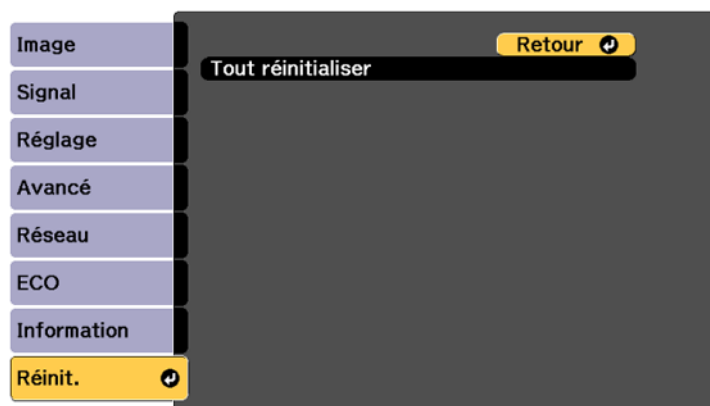 Image
Signal
Réglage
Avancé
Réseau
ECO
Information
Réinit.
Retour
Tout réinitialiser